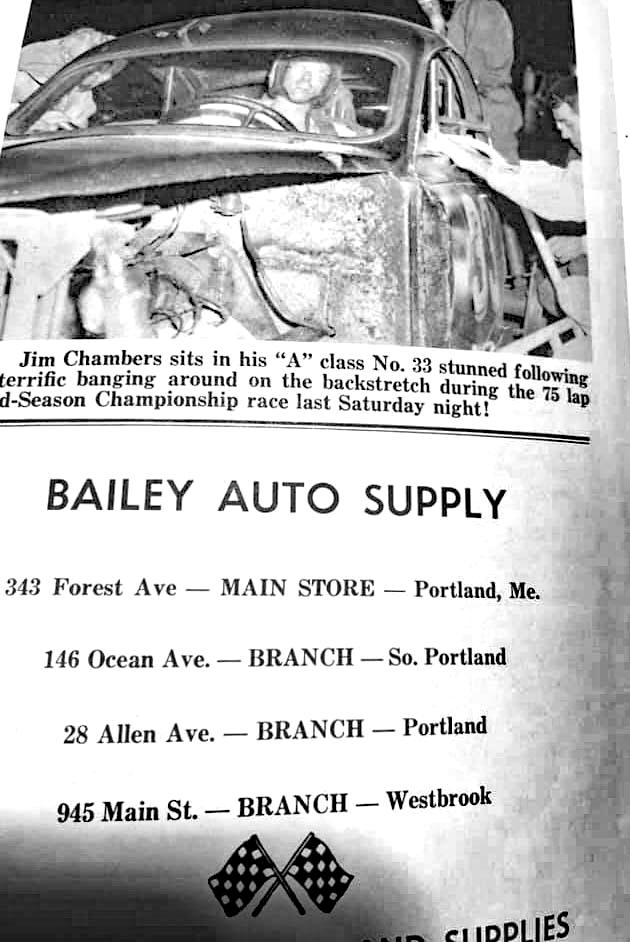 Jim Chambers sits in his “A” class No. 33 stunned following
terrific banging around on the backstretch during the 75 lap
d-Season Championship race last Saturday night!
BAILEY AUTO SUPPLY
343 Forest Ave — MAIN STORE — Portland, Me.
146 Ocean Ave. — BRANCH — So. Portland
28 Allen Ave. — BRANCH — Portland
945 Main St. — BRANCH — Westbrook
AND SUPPLIES